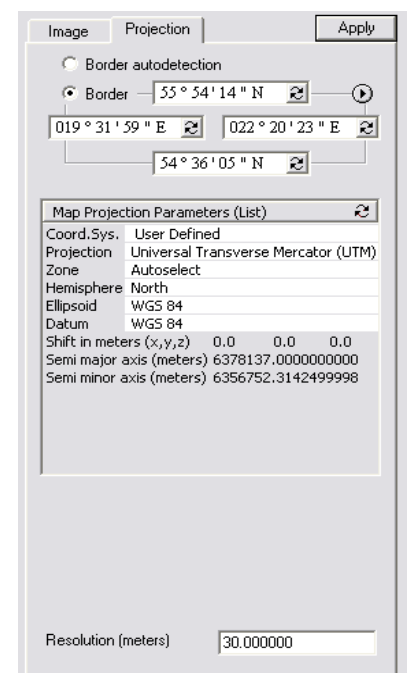 Image Projection Apply
Border autodetection
Border 55 ° 54 ' 14 " N
019 ° 31 ' 59 " E 022 ° 20 ' 23 " E
54 ° 36 ' 05 " N
Map Projection Parameters (List)
Coord.Sys. User Defined
Projection Universal Transverse Mercator (UTM)
Zone Autoselect
Hemisphere North
Ellipsoid WGS 84
Datum WGS 84
Shift in meters (x,y,z) 0.0 0.0 0.0
Semi major axis (meters) 6378137.0000000000
Semi minor axis (meters) 6356752.3142499998
Resolution (meters) 30.000000